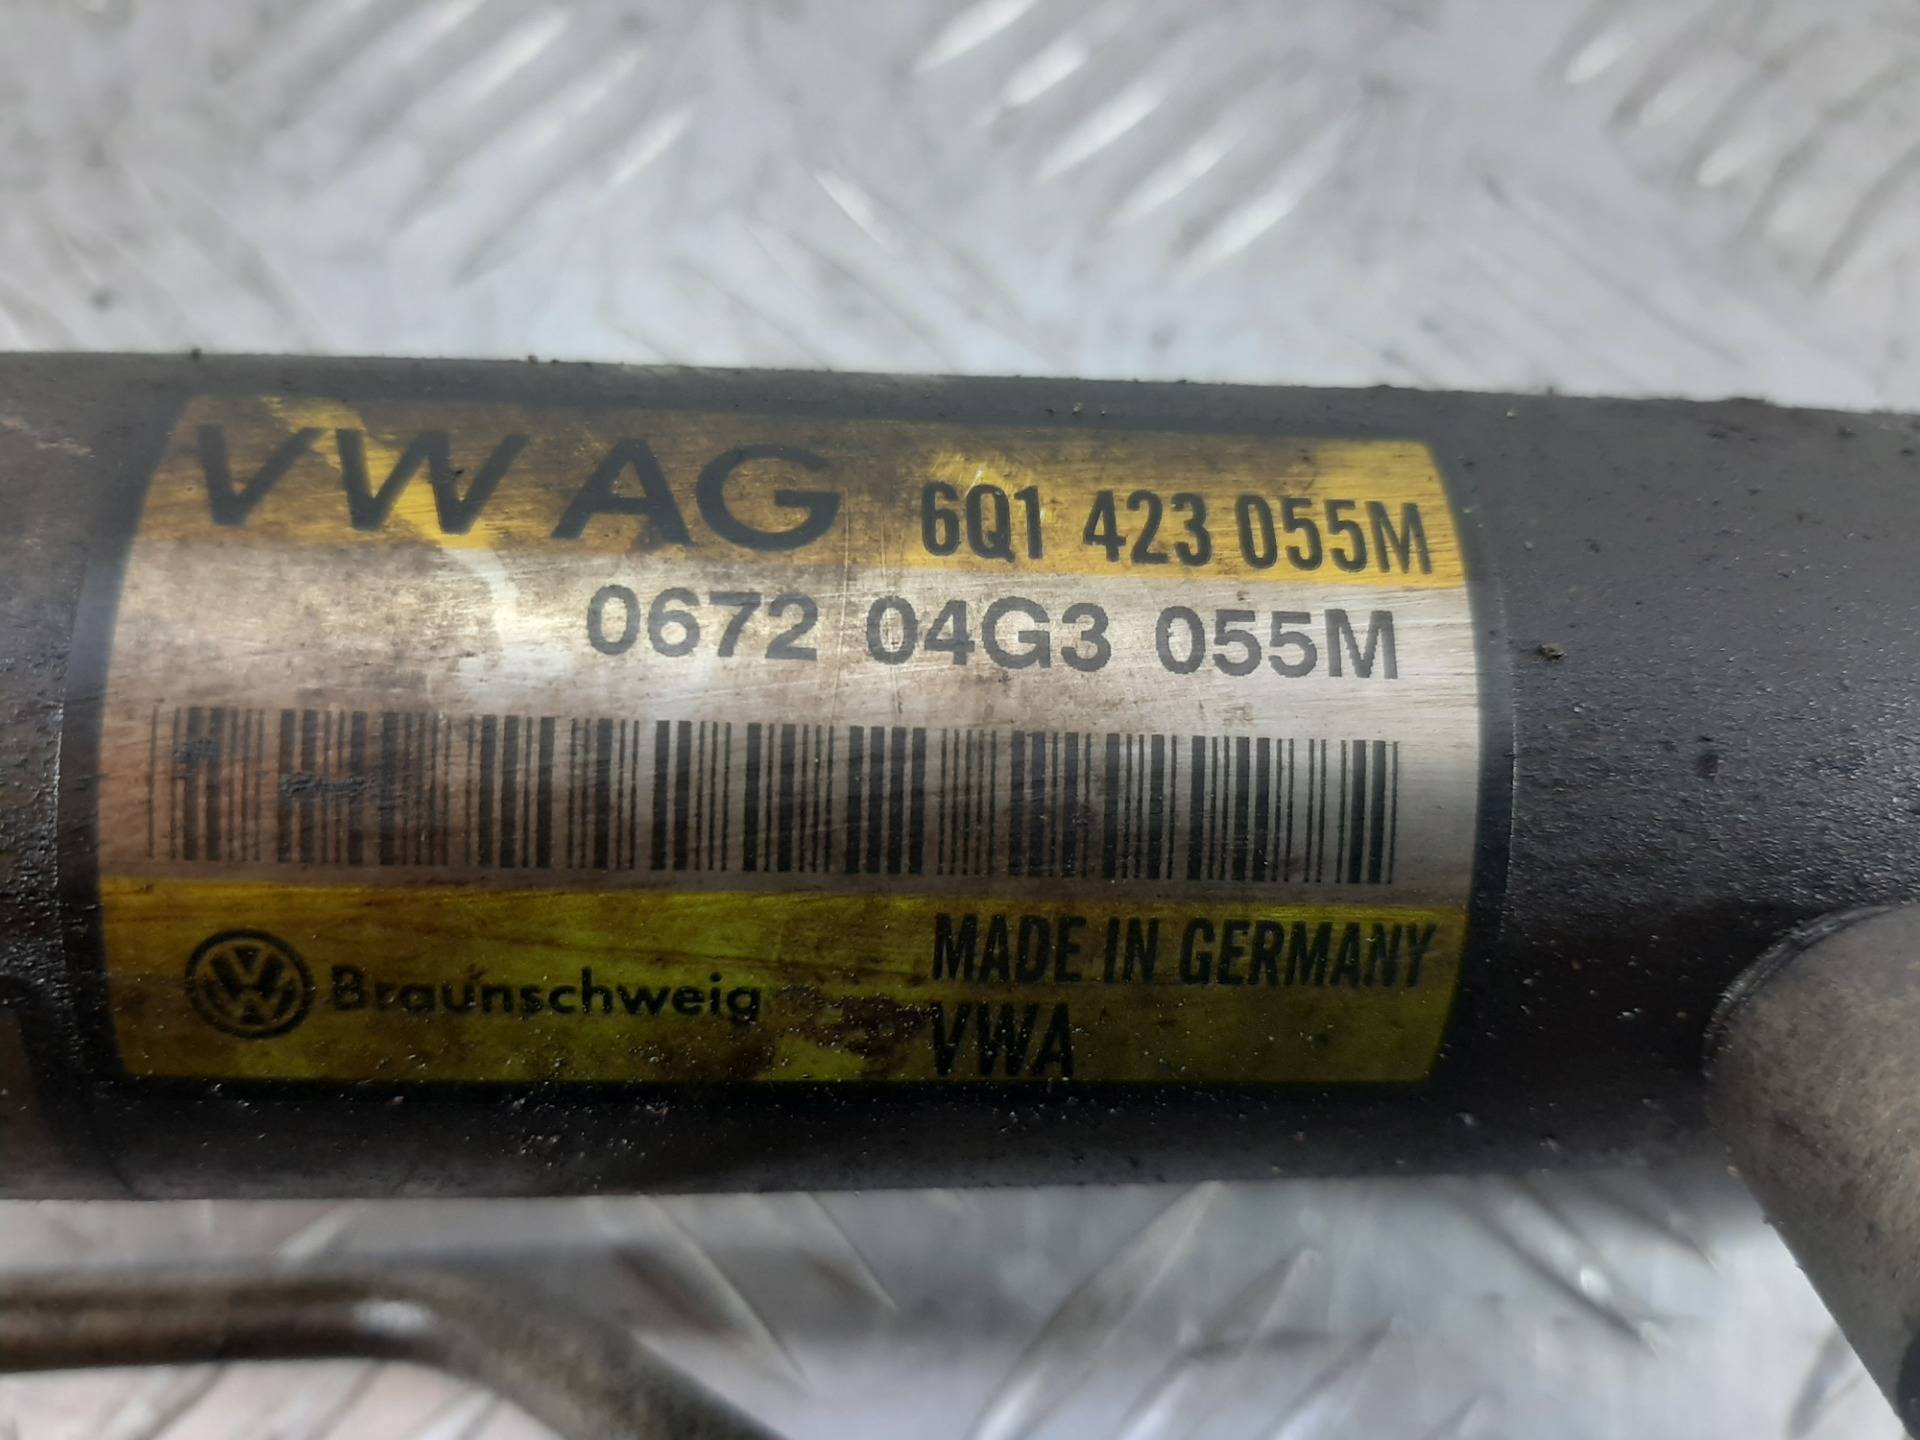 VW AG 6Q1 423 055M
0672 04G3 055M
Braunschweig MADE IN GERMANY
VWA